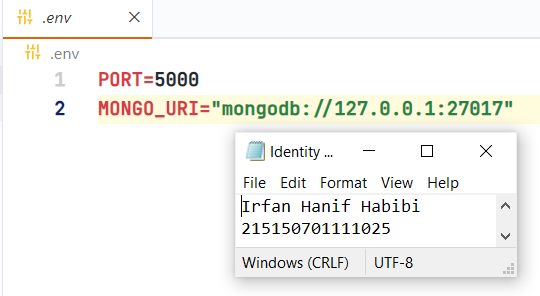 .env
.env
1 PORT=5000
2 MONGO_URI="mongodb://127.0.0.1:27017"
Identity ...
File Edit Format View Help
Irfan Hanif Habibi
215150701111025
Windows (CRLF) UTF-8